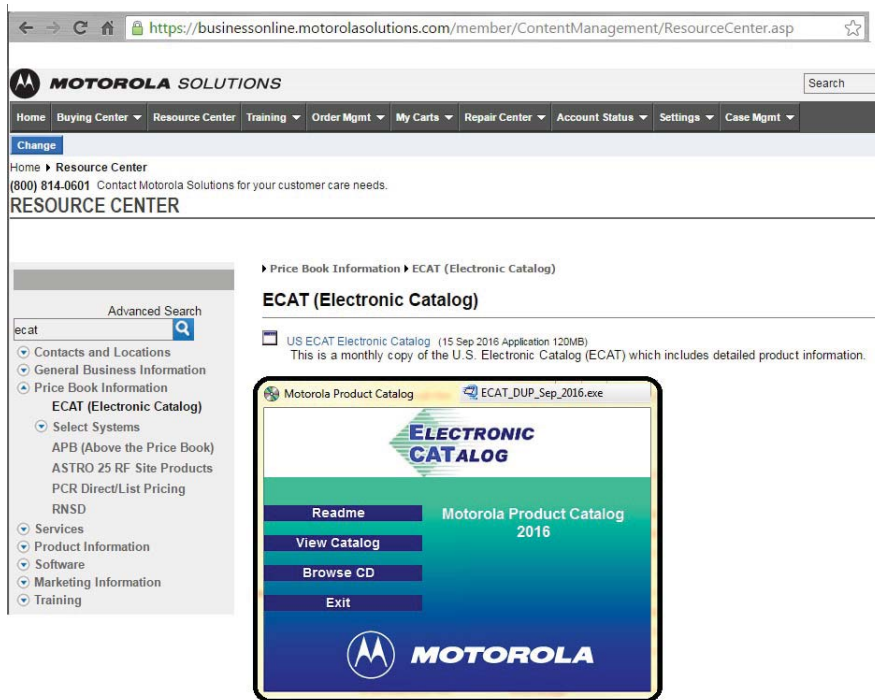 https://businessonline.motorolasolutions.com/member/ContentManagement/ResourceCenter.asp
MOTOROLA SOLUTIONS
Search
Home Buying Center Resource Center Training Order Mgmt My Carts Repair Center Account Status Settings Case Mgmt
Change
Home Resource Center
(800) 814-0601 Contact Motorola Solutions for your customer care needs.
RESOURCE CENTER
Price Book Information ECAT (Electronic Catalog)
ECAT (Electronic Catalog)
Advanced Search
ecat
US ECAT Electronic Catalog (15 Sep 2016 Application 120MB)
This is a monthly copy of the U.S. Electronic Catalog (ECAT) which includes detailed product information.
Contacts and Locations
General Business Information
Price Book Information
ECAT (Electronic Catalog)
Select Systems
APB (Above the Price Book)
ASTRO 25 RF Site Products
PCR Direct/List Pricing
RNSD
Services
Product Information
Software
Marketing Information
Training
Motorola Product Catalog
ECAT_DUP_Sep_2016.exe
ELECTRONIC
CATALOG
Readme
View Catalog
Browse CD
Exit
Motorola Product Catalog
2016
MOTOROLA